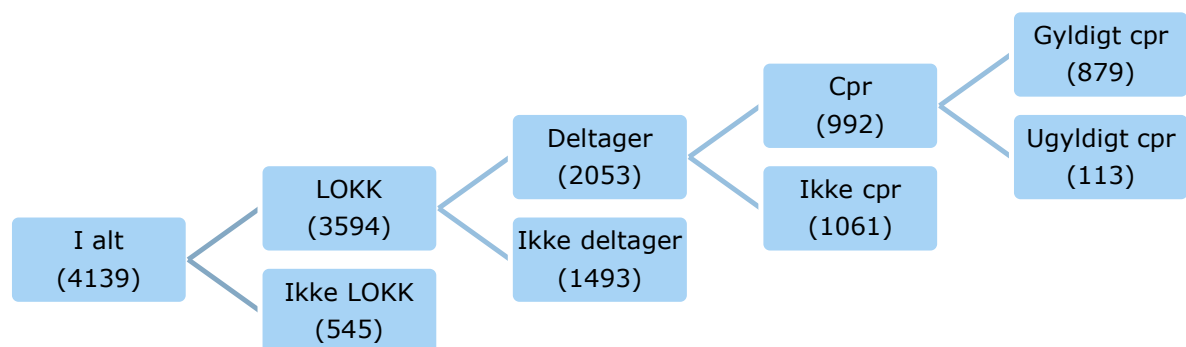 I alt
(4139)
LOKK
(3594)
Ikke LOKK
(545)
Deltager
(2053)
Ikke deltager
(1493)
Cpr
(992)
Ikke cpr
(1061)
Gyldigt cpr
(879)
Ugyldigt cpr
(113)